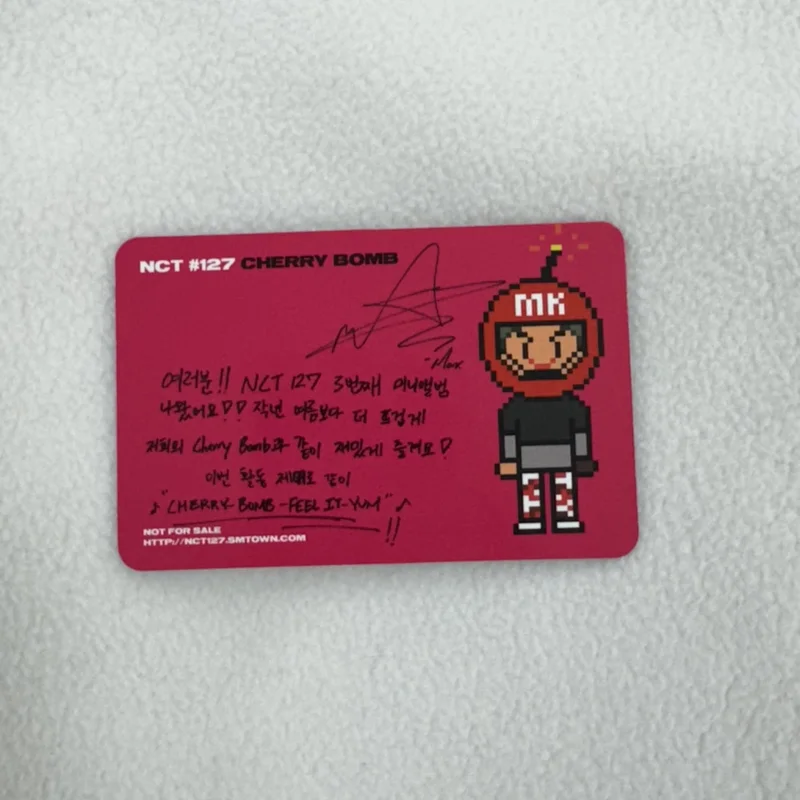 NCT #127 CHERRY BOMB
MK
-Mark
여러분!! NCT 127 3번째 미니앨범
나왔어요♡♡ 작년 여름보다 더 뜨겁게
저희의 Cherry Bomb과 같이 재밌게 즐겨요♡
이번 활동 제대로 같이
♪"CHERRY-BOMB-FEEL IT YUM"♪
!!
NOT FOR SALE
HTTP://NCT127.SMTOWN.COM